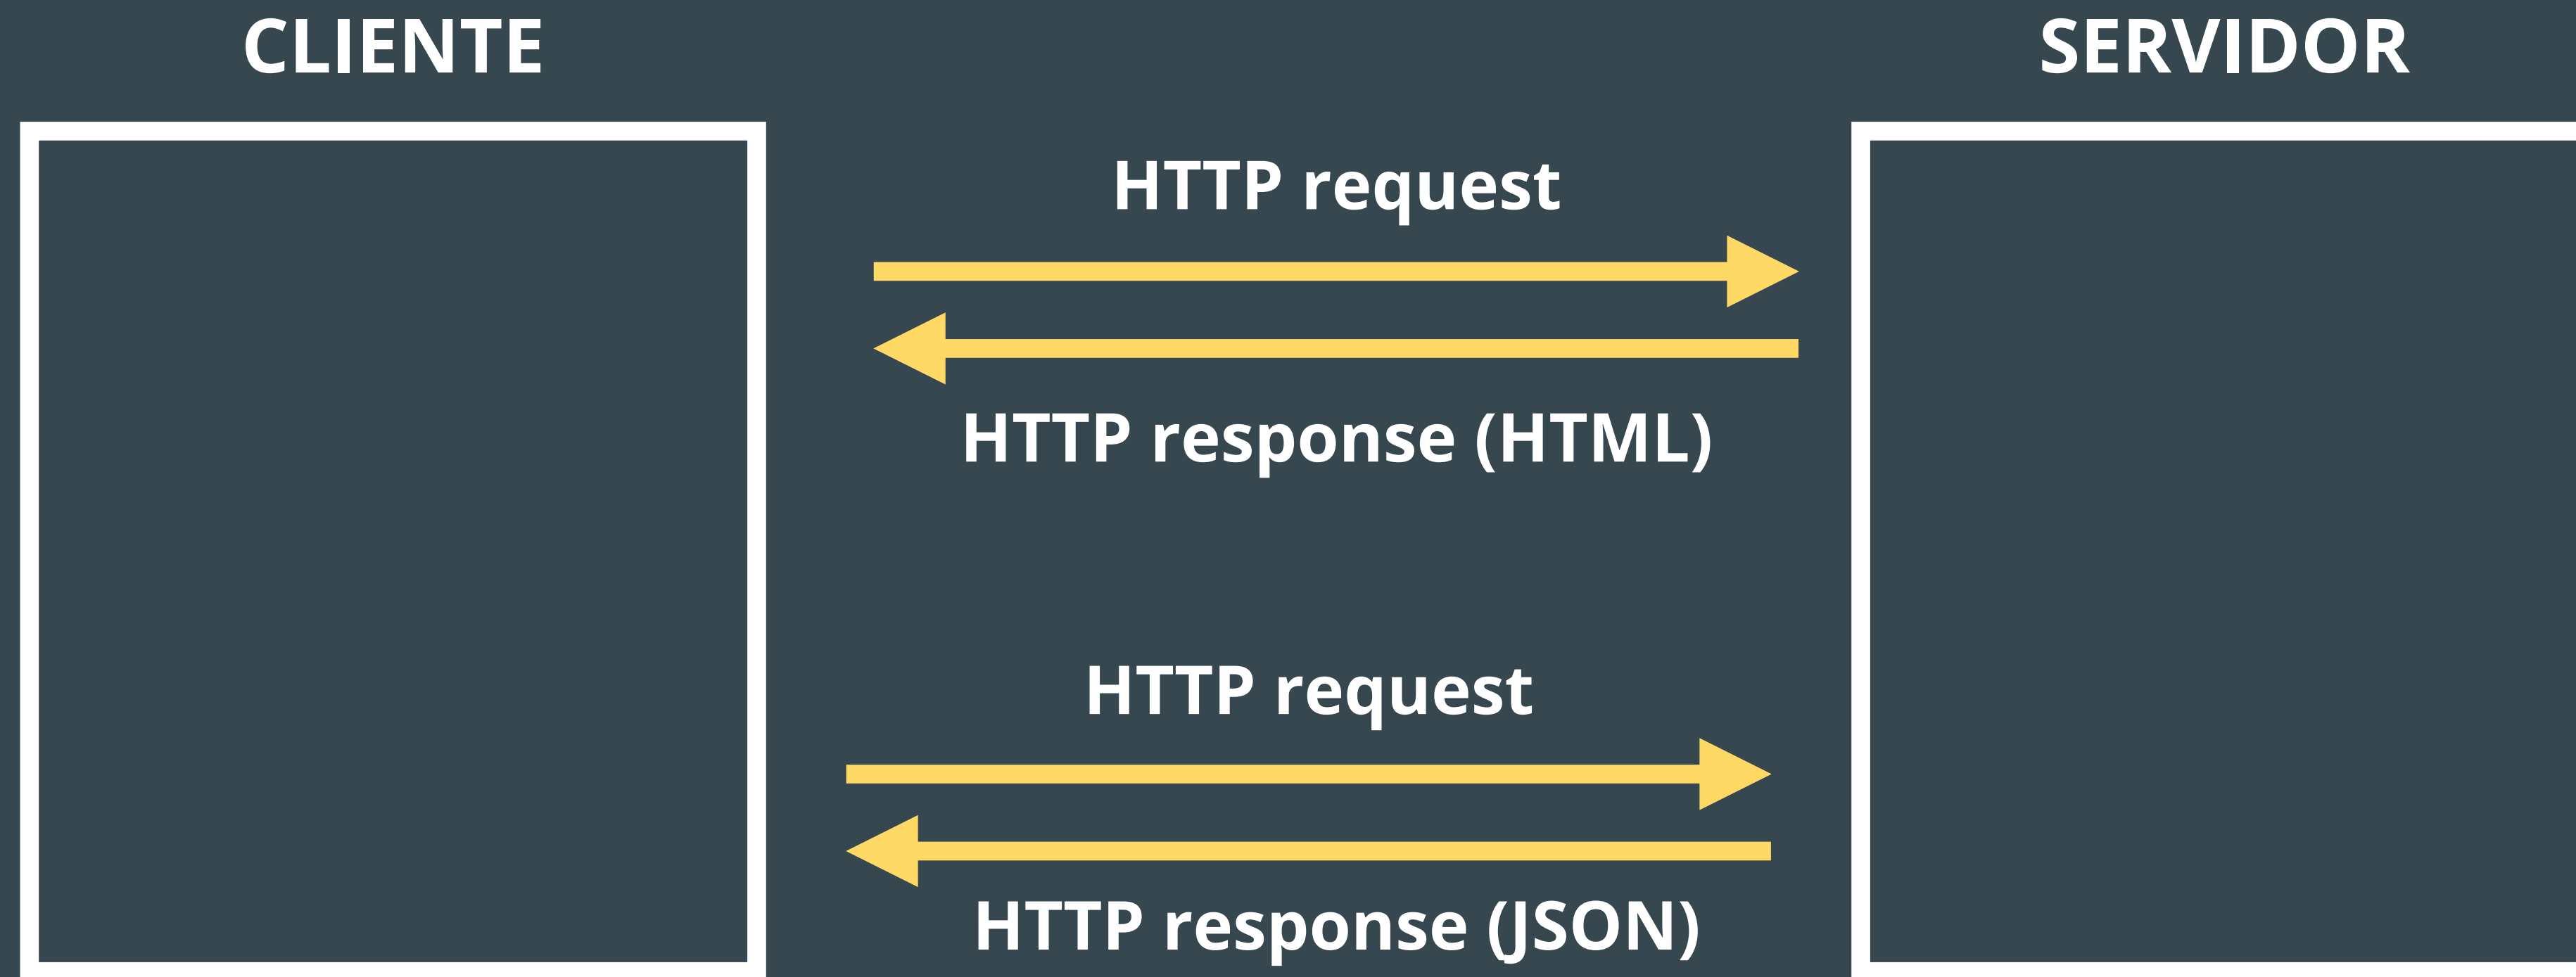 CLIENTE
SERVIDOR
HTTP request
HTTP response (HTML)
HTTP request
HTTP response (JSON)